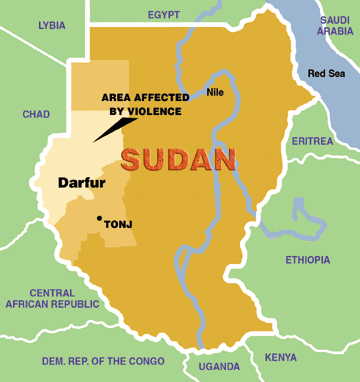 EGYPT
LYBIA
SAUDI
ARABIA
Red Sea
Nile
AREA AFFECTED
BY VIOLENCE
CHAD
ERITREA
SUDAN
Darfur
TONJ
ETHIOPIA
CENTRAL
AFRICAN REPUBLIC
DEM. REP. OF THE CONGO
UGANDA
KENYA